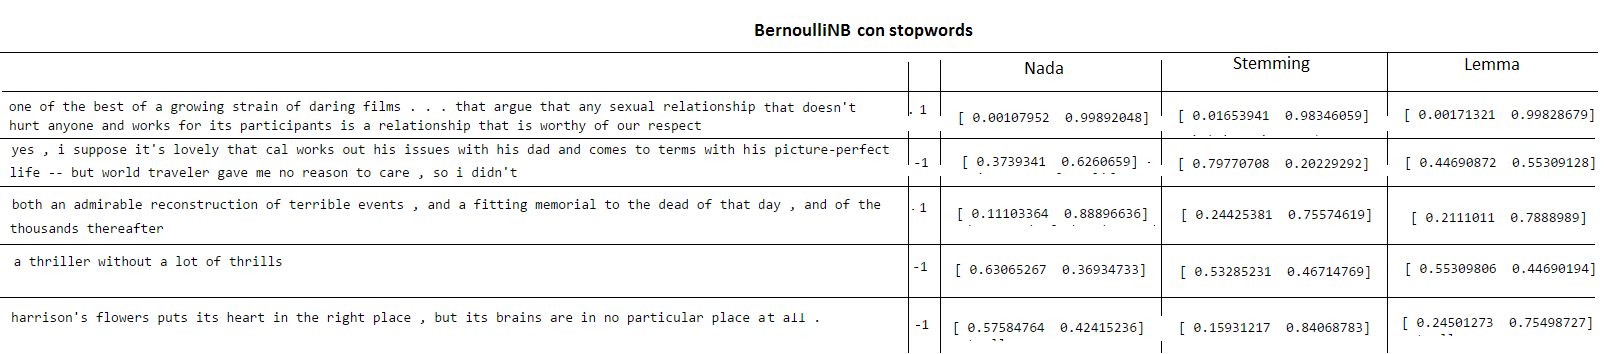 BernoulliNB con stopwords
Nada Stemming Lemma
one of the best of a growing strain of daring films . . . that argue that any sexual relationship that doesn't
hurt anyone and works for its participants is a relationship that is worthy of our respect
. 1 [ 0.00107952 0.99892048] [ 0.01653941 0.98346059] [ 0.00171321 0.99828679]
yes , i suppose it's lovely that cal works out his issues with his dad and comes to terms with his picture-perfect
life -- but world traveler gave me no reason to care , so i didn't
-1 [ 0.3739341 0.6260659] [ 0.79770708 0.20229292] [ 0.44690872 0.55309128]
both an admirable reconstruction of terrible events , and a fitting memorial to the dead of that day , and of the
thousands thereafter
. 1 [ 0.11103364 0.88896636] [ 0.24425381 0.75574619] [ 0.2111011 0.7888989]
a thriller without a lot of thrills
-1 [ 0.63065267 0.36934733] [ 0.53285231 0.46714769] [ 0.55309806 0.44690194]
harrison's flowers puts its heart in the right place , but its brains are in no particular place at all .
-1 [ 0.57584764 0.42415236] [ 0.15931217 0.84068783] [ 0.24501273 0.75498727]